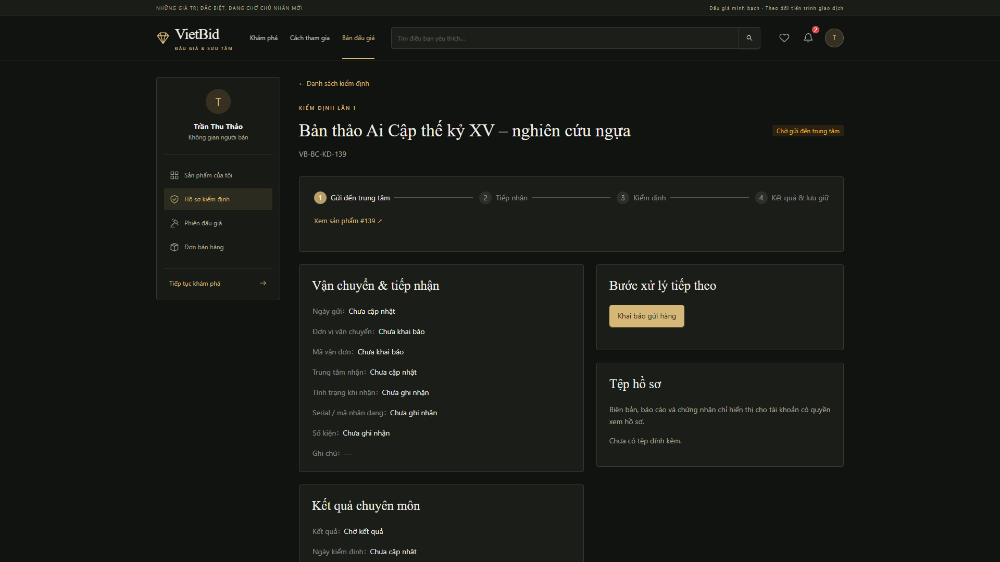 NHỮNG GIÁ TRỊ ĐẶC BIỆT, ĐANG CHỜ CHỦ NHÂN MỚI
Đấu giá minh bạch · Theo dõi tiến trình giao dịch
VietBid
ĐẤU GIÁ & SƯU TẦM
Khám phá
Cách tham gia
Bán đấu giá
Tìm điều bạn yêu thích...
2
T
T
Trần Thu Thảo
Không gian người bán
Sản phẩm của tôi
Hồ sơ kiểm định
Phiên đấu giá
Đơn bán hàng
Tiếp tục khám phá →
← Danh sách kiểm định
KIỂM ĐỊNH LẦN 1
Bản thảo Ai Cập thế kỷ XV – nghiên cứu ngựa
Chờ gửi đến trung tâm
VB-BC-KD-139
1 Gửi đến trung tâm
2 Tiếp nhận
3 Kiểm định
4 Kết quả & lưu giữ
Xem sản phẩm #139 ↗
Vận chuyển & tiếp nhận
Ngày gửi: Chưa cập nhật
Đơn vị vận chuyển: Chưa khai báo
Mã vận đơn: Chưa khai báo
Trung tâm nhận: Chưa cập nhật
Tình trạng khi nhận: Chưa ghi nhận
Serial / mã nhận dạng: Chưa ghi nhận
Số kiện: Chưa ghi nhận
Ghi chú: —
Bước xử lý tiếp theo
Khai báo gửi hàng
Tệp hồ sơ
Biên bản, báo cáo và chứng nhận chỉ hiển thị cho tài khoản có quyền
xem hồ sơ.
Chưa có tệp đính kèm.
Kết quả chuyên môn
Kết quả: Chờ kết quả
Ngày kiểm định: Chưa cập nhật